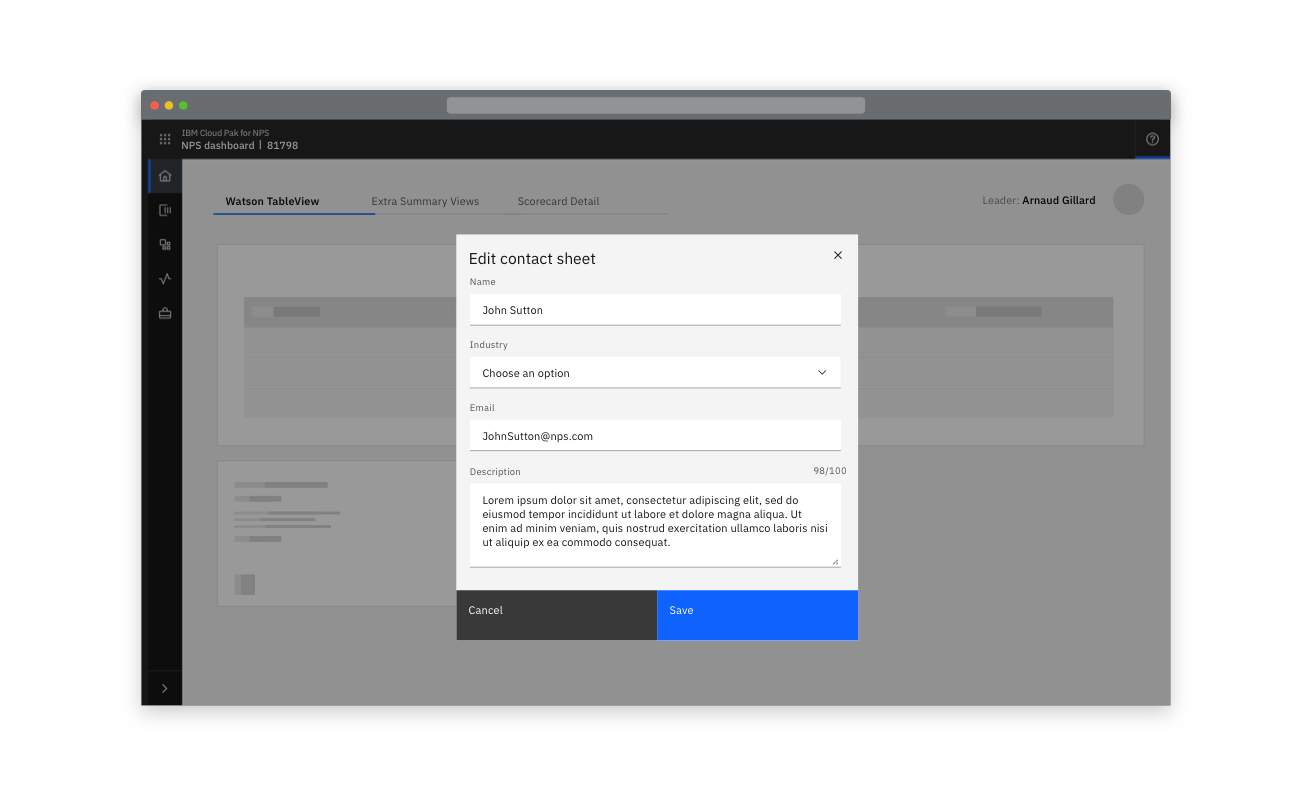 IBM Cloud Pak for NPS
NPS dashboard | 81798
Watson TableView
Extra Summary Views
Scorecard Detail
Leader: Arnaud Gillard
Edit contact sheet
Name
John Sutton
Industry
Choose an option
Email
JohnSutton@nps.com
Description
98/100
Lorem ipsum dolor sit amet, consectetur adipiscing elit, sed do
eiusmod tempor incididunt ut labore et dolore magna aliqua. Ut
enim ad minim veniam, quis nostrud exercitation ullamco laboris nisi
ut aliquip ex ea commodo consequat.
Cancel
Save